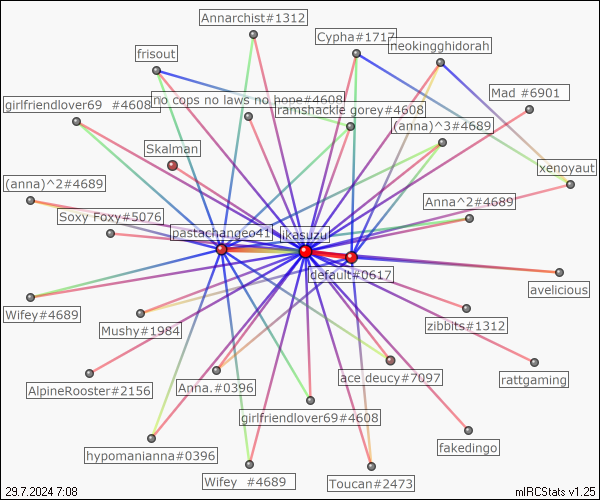 Annarchist#1312
Cypha#1717
neokingghidorah
frisout
Mad #6901
no cops no laws no hope#4608
girlfriendlover69 #4608
ramshackle gorey#4608
(anna)^3#4689
Skalman
xenoyaut
(anna)^2#4689
Anna^2#4689
Soxy Foxy#5076
pastachangeo41
ikasuzu
default#0617
avelicious
Wifey#4689
Mushy#1984
zibbits#1312
ace deucy#7097
rattgaming
AlpineRooster#2156
Anna.#0396
girlfriendlover69#4608
fakedingo
hypomanianna#0396
Wifey #4689
Toucan#2473
29.7.2024 7:08
mIRCStats v1.25